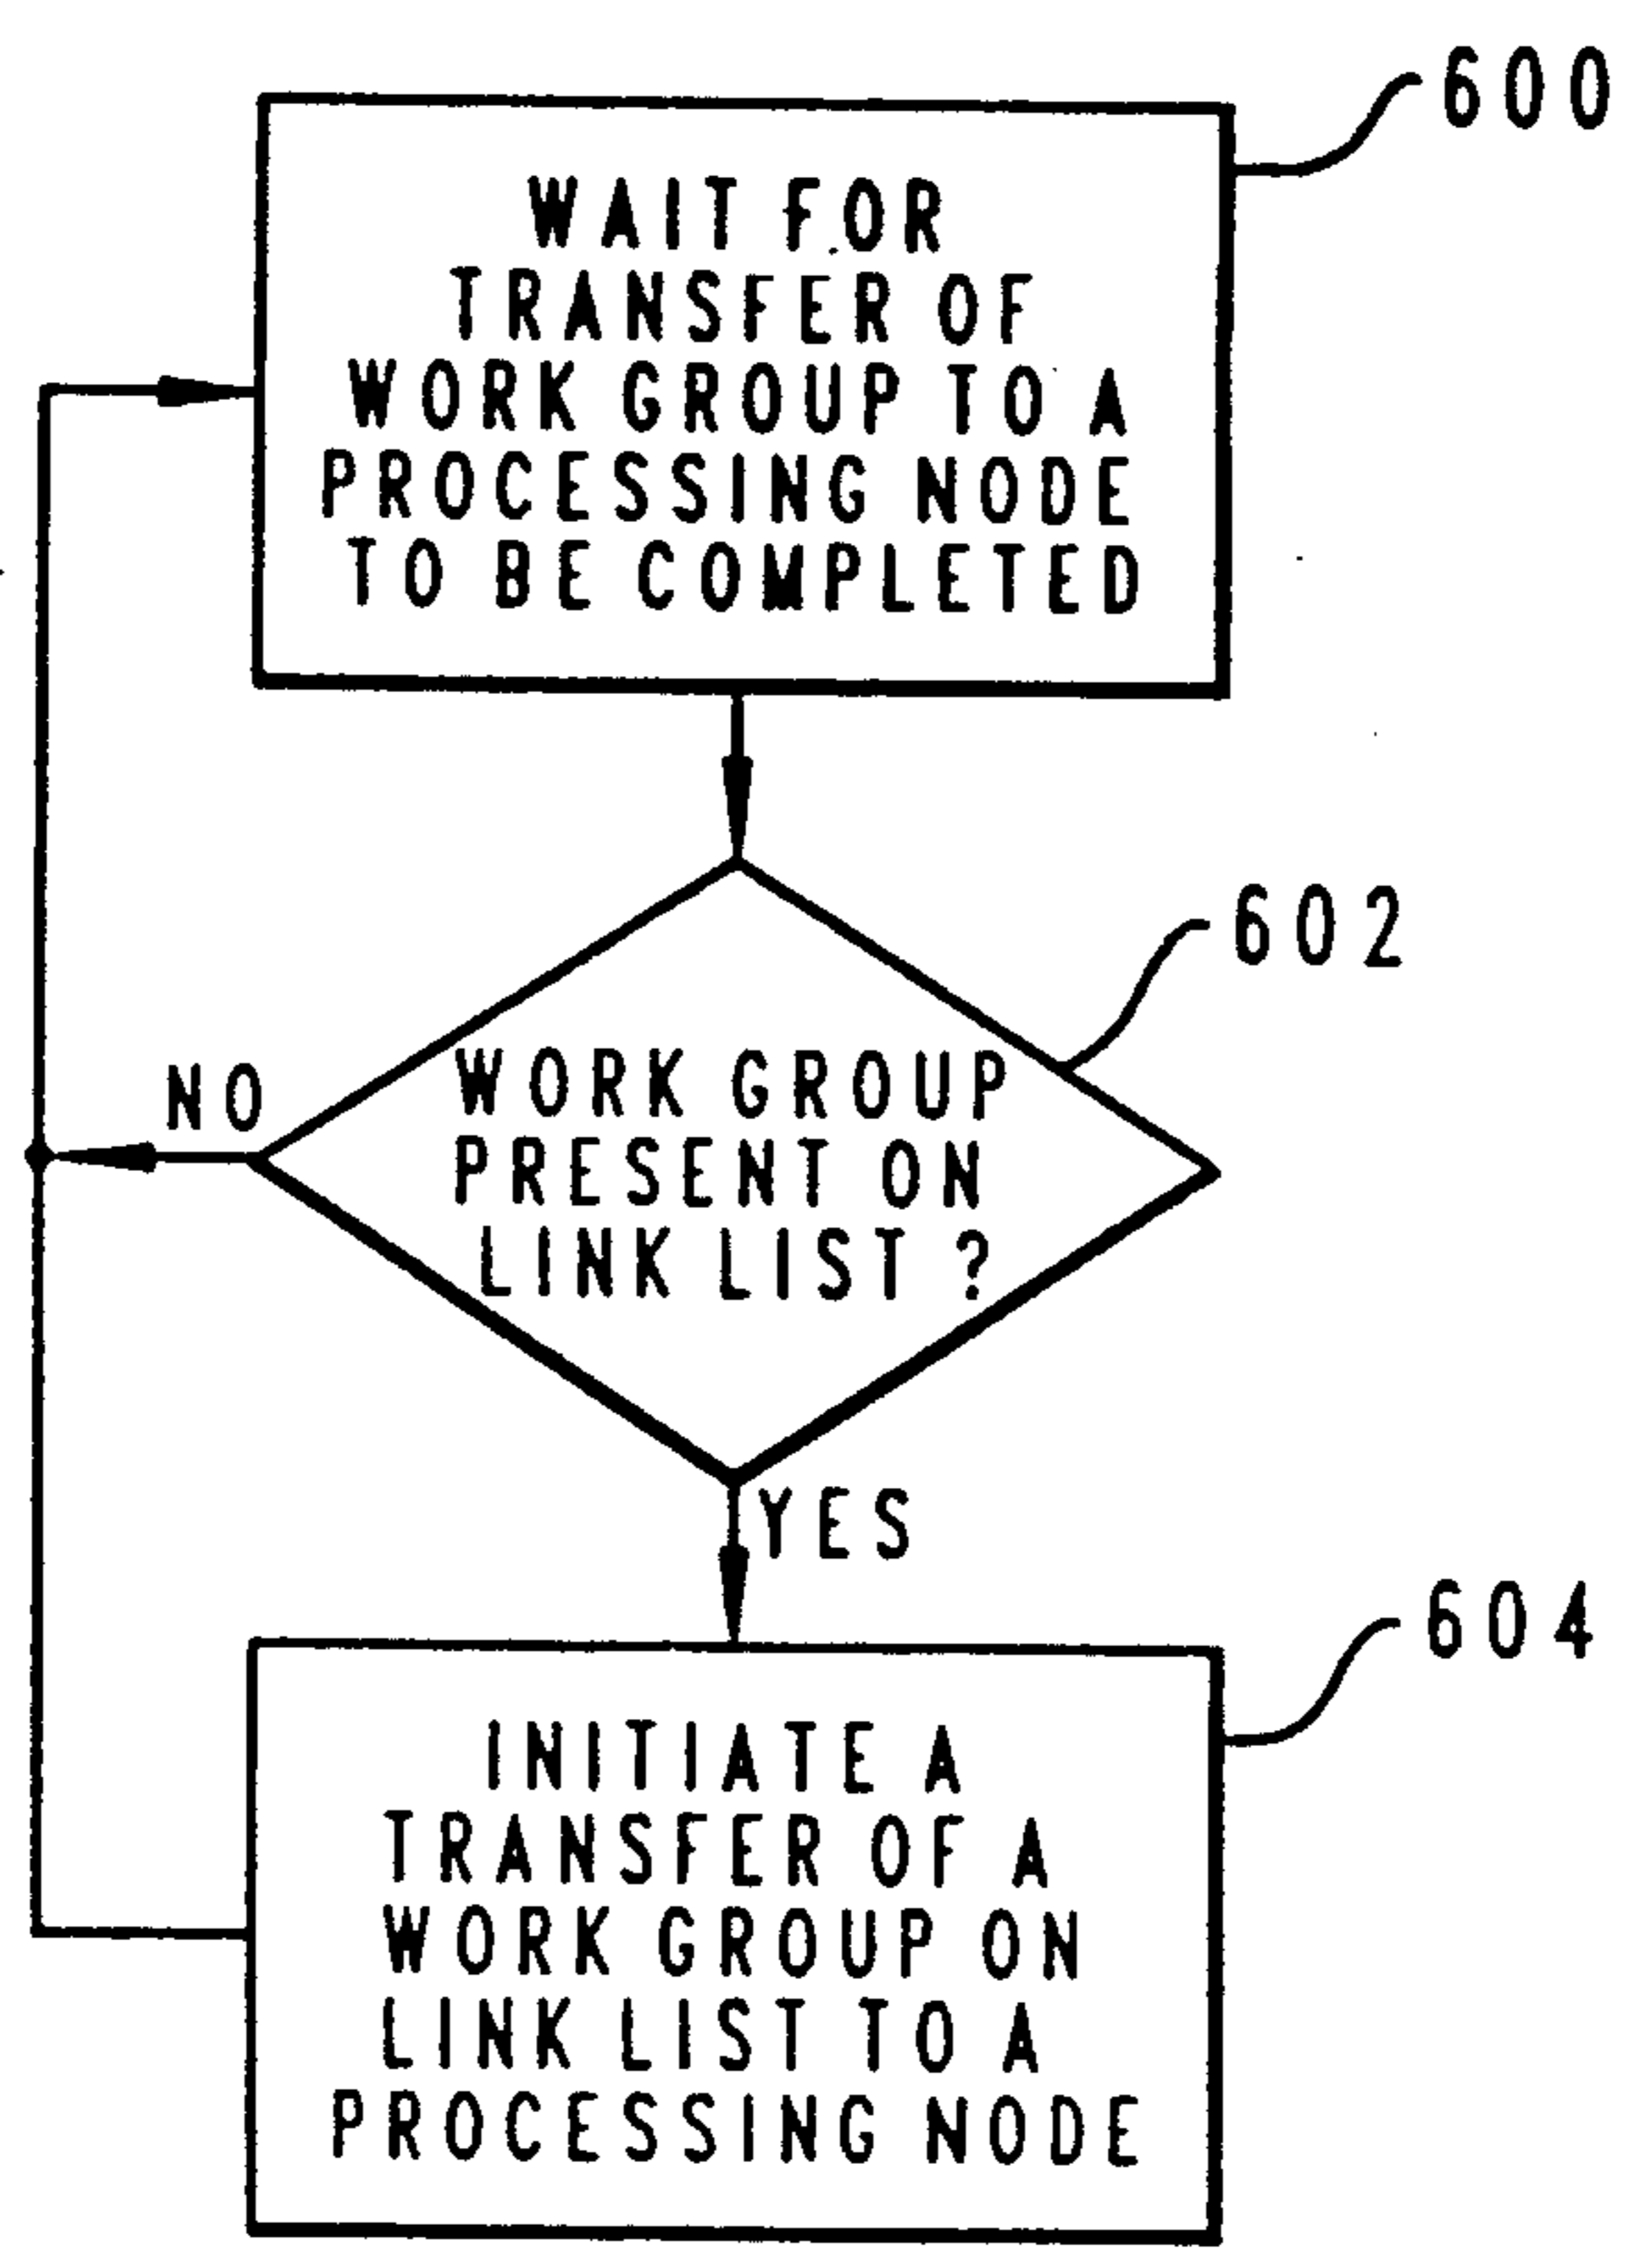 600
WAIT FOR
TRANSFER OF
WORK GROUP TO A
PROCESSING NODE
TO BE COMPLETED
602
NO
WORK GROUP
PRESENT ON
LINK LIST ?
YES
604
INITIATE A
TRANSFER OF A
WORK GROUP ON
LINK LIST TO A
PROCESSING NODE